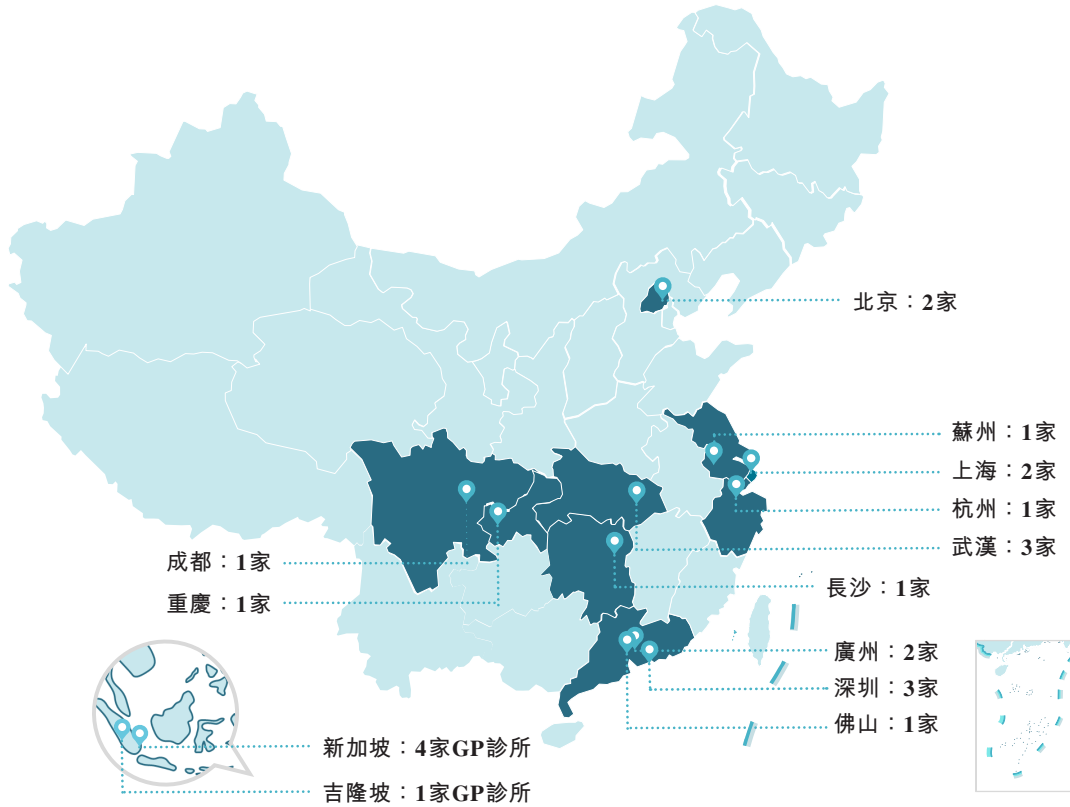 北京：2家
蘇州：1家
上海：2家
杭州：1家
武漢：3家
成都：1家
長沙：1家
重慶：1家
廣州：2家
深圳：3家
佛山：1家
新加坡：4家GP診所
吉隆坡：1家GP診所